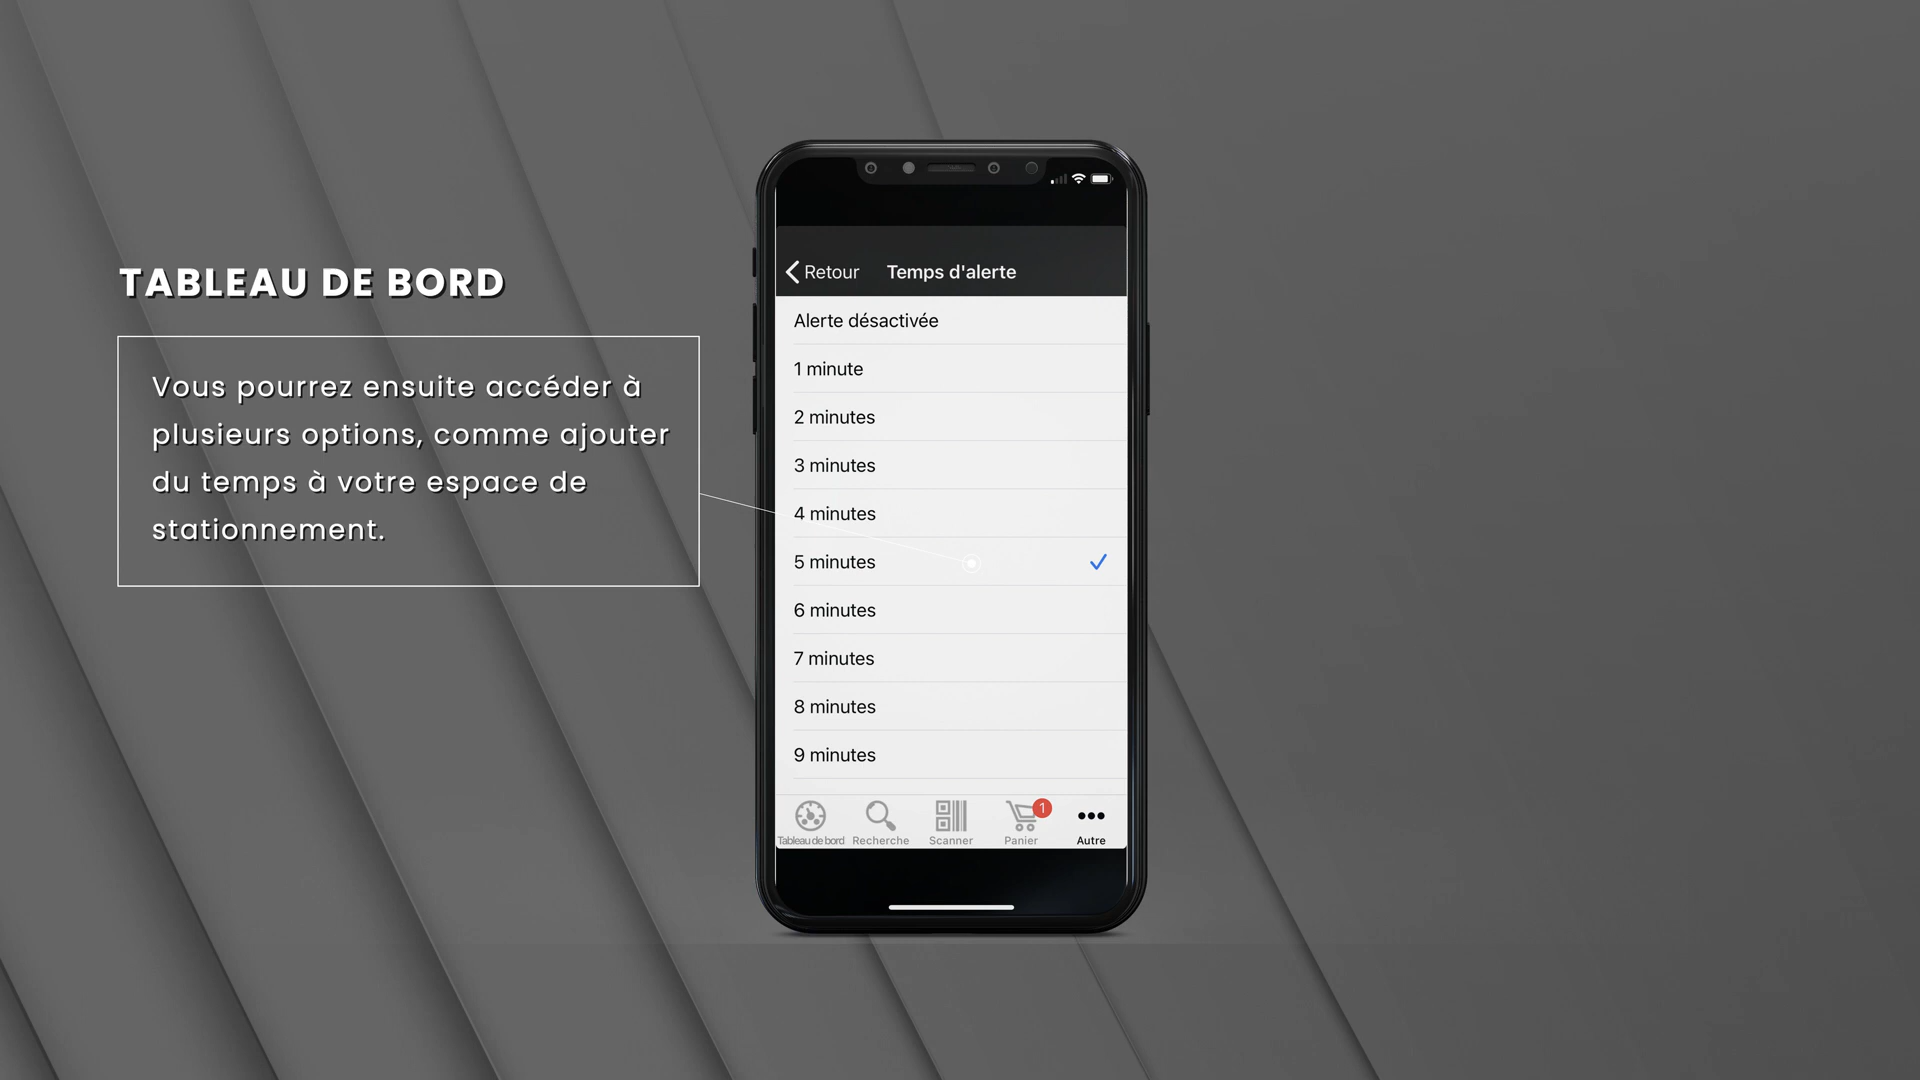 TABLEAU DE BORD
Vous pourrez ensuite accéder à
plusieurs options, comme ajouter
du temps à votre espace de
stationnement.
Retour
Temps d'alerte
Alerte désactivée
1 minute
2 minutes
3 minutes
4 minutes
5 minutes
6 minutes
7 minutes
8 minutes
9 minutes
1
Tableau de bord
Recherche
Scanner
Panier
Autre